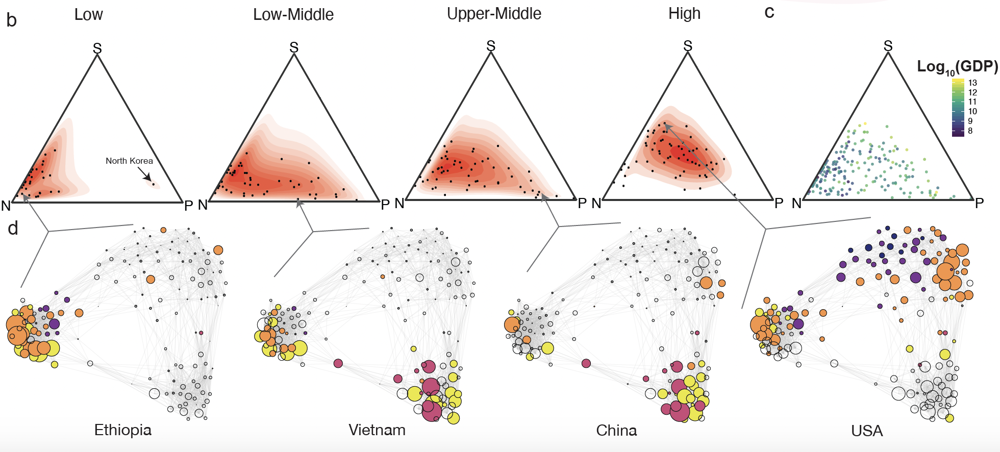 b
Low
Low-Middle
Upper-Middle
High
c
S
S
S
S
S
Log10(GDP)
13
12
11
10
9
8
North Korea
N
P
N
P
N
P
N
P
N
P
d
Ethiopia
Vietnam
China
USA